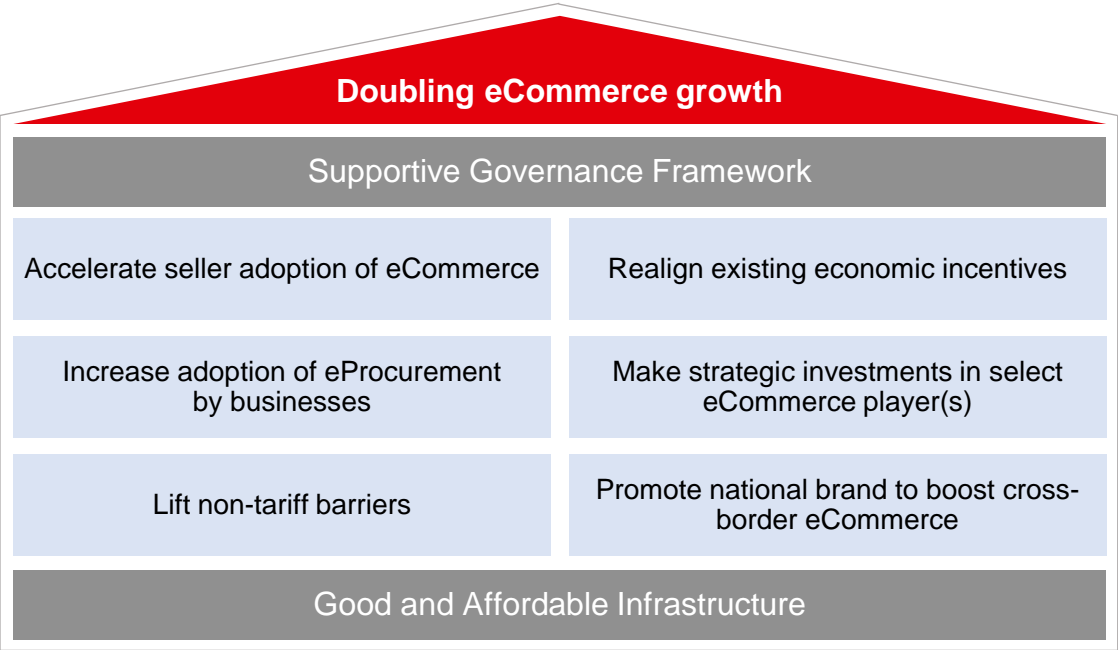 Doubling eCommerce growth
Supportive Governance Framework
Accelerate seller adoption of eCommerce
Realign existing economic incentives
Increase adoption of eProcurement
by businesses
Make strategic investments in select
eCommerce player(s)
Lift non-tariff barriers
Promote national brand to boost cross-
border eCommerce
Good and Affordable Infrastructure